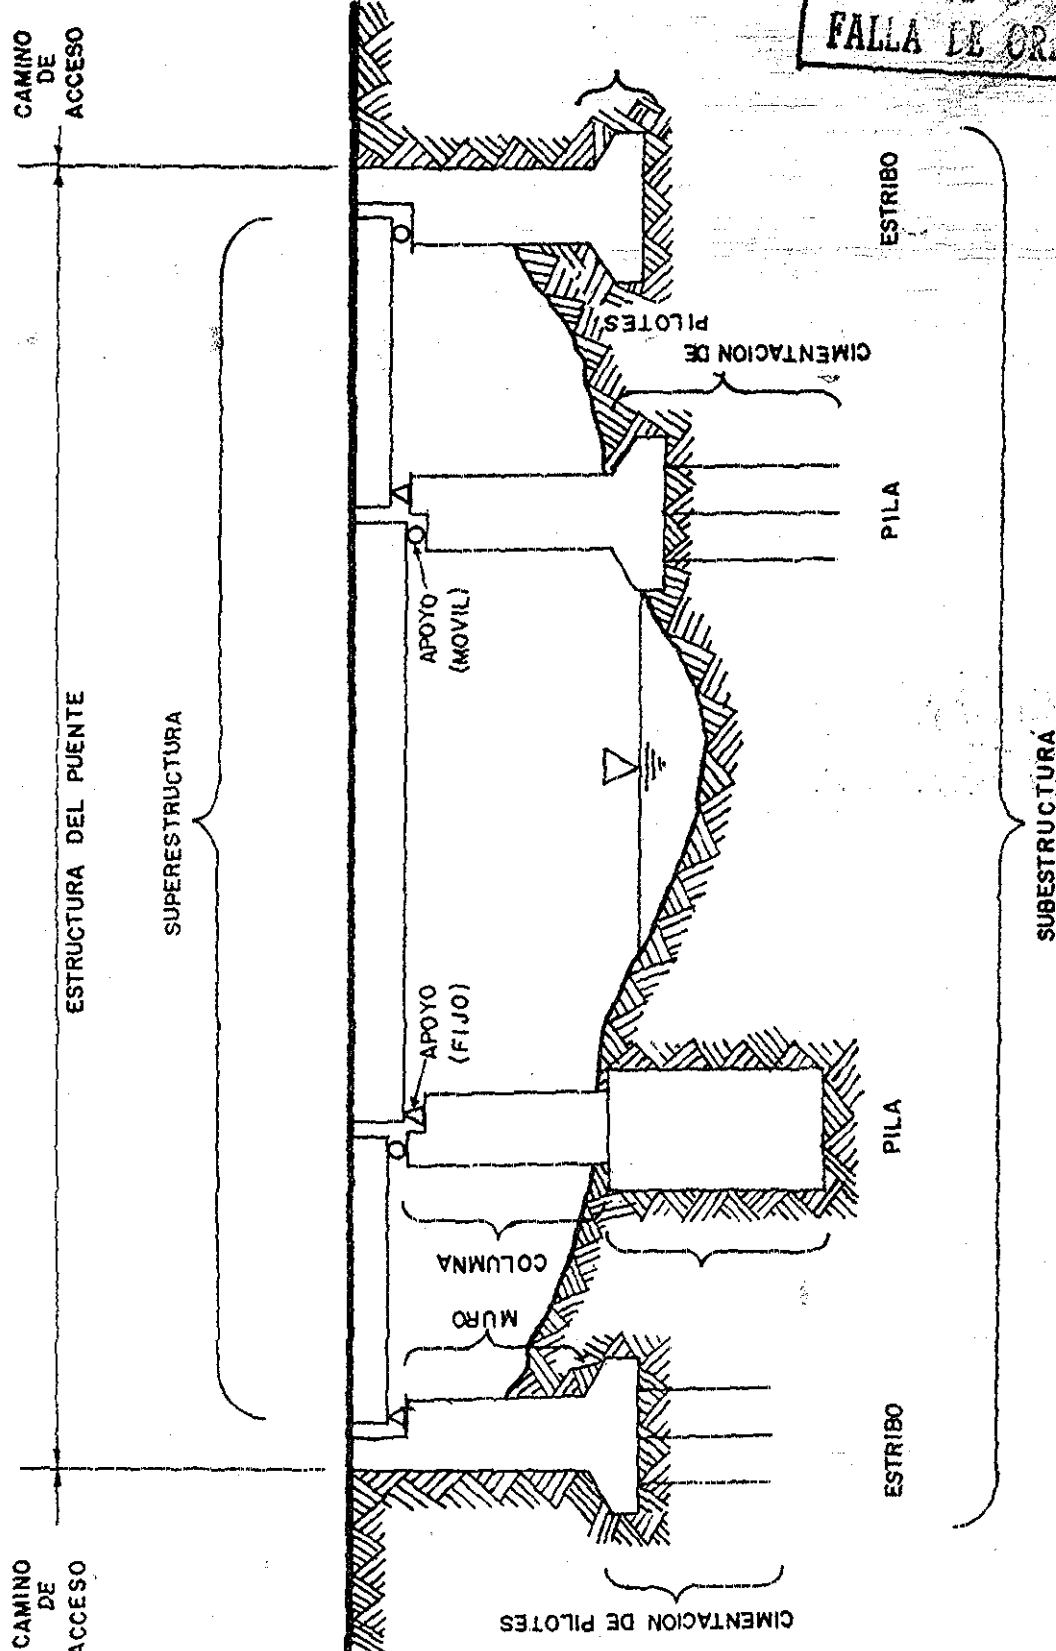 FALLA DE
CAMINO
DE
ACCESO
ESTRUCTURA DEL PUENTE
CAMINO
DE
ACCESO
SUPERESTRUCTURA
APOYO
(FIJO)
APOYO
(MOVIL)
MURO
COLUMNA
CIMENTACION DE
PILOTES
CIMENTACION DE PILOTES
ESTRIBO
PILA
PILA
ESTRIBO
SUBESTRUCTURA